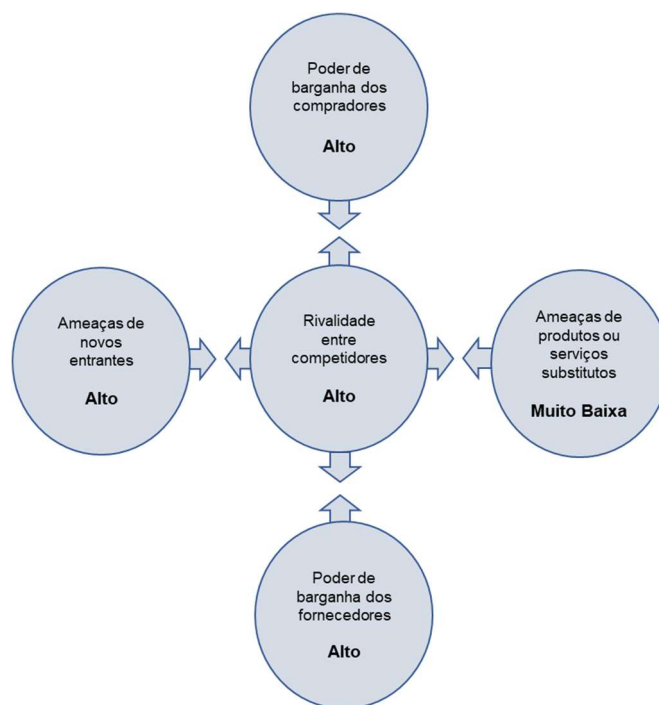 Poder de
barganha dos
compradores
Alto
Ameaças de
novos
entrantes
Alto
Rivalidade
entre
competidores
Alto
Ameaças de
produtos ou
serviços
substitutos
Muito Baixa
Poder de
barganha dos
fornecedores
Alto